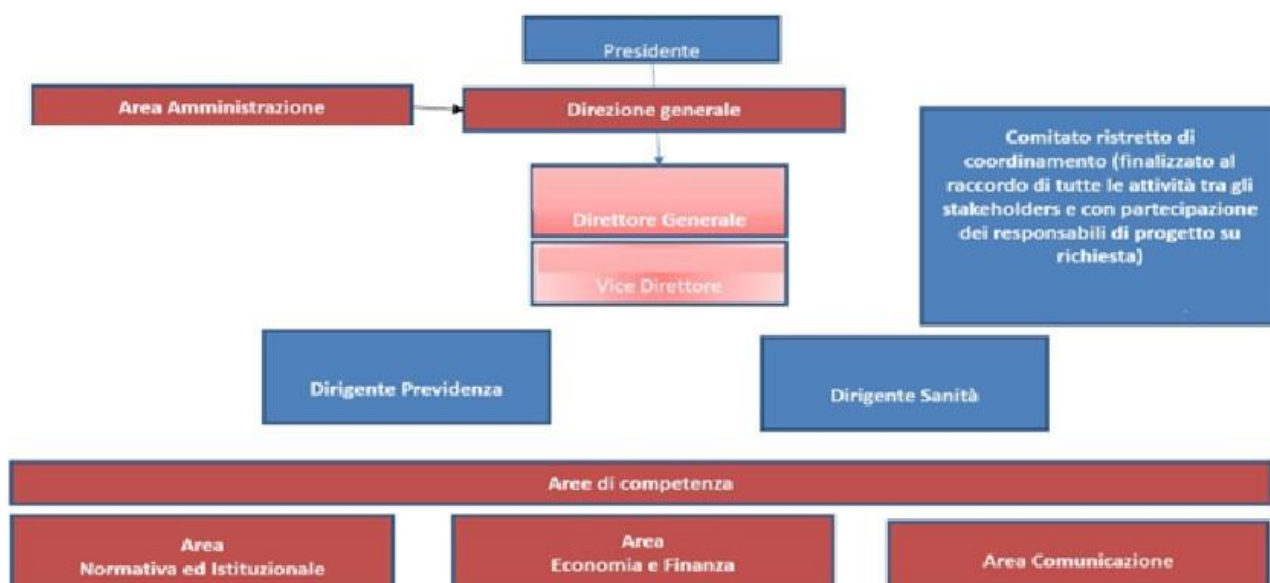 Presidente
Area Amministrazione
Direzione generale
Comitato ristretto di
coordinamento (finalizzato al
raccordo di tutte le attività tra gli
stakeholders e con partecipazione
dei responsabili di progetto su
richiesta)
Direttore Generale
Vice Direttore
Dirigente Previdenza
Dirigente Sanità
Aree di competenza
Area
Normativa ed Istituzionale
Area
Economia e Finanza
Area Comunicazione